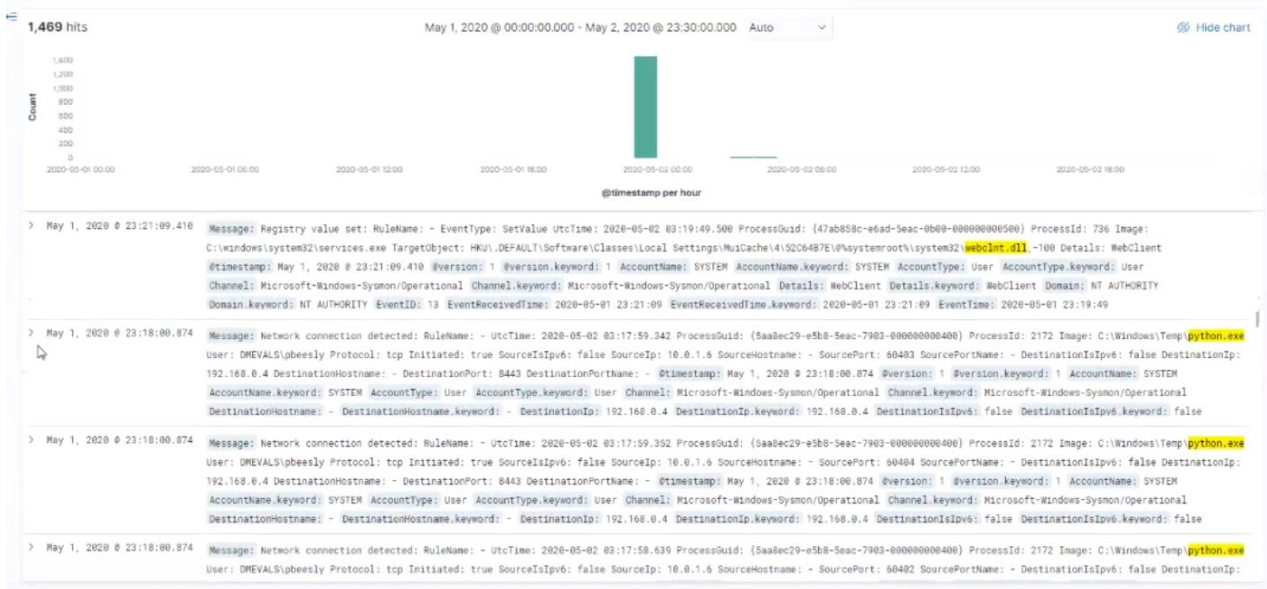 1,469 hits
May 1, 2020 @ 00:00:00.000 - May 2, 2020 @ 23:30:00.000 Auto
Hide chart
1,400
1,200
1,000
800
600
400
200
0
Count
2020-05-01 00:00 2020-05-01 06:00 2020-05-01 12:00 2020-05-01 18:00 2020-05-02 00:00 2020-05-02 06:00 2020-05-02 12:00 2020-05-02 18:00
@timestamp per hour
> May 1, 2020 @ 23:21:09.410 Message: Registry value set: RuleName: - EventType: SetValue UtcTime: 2020-05-02 03:19:49.500 ProcessGuid: {47ab858c-e6ad-5eac-0b00-000000000500} ProcessId: 736 Image:
C:\windows\system32\services.exe TargetObject: HKU\.DEFAULT\Software\Classes\Local Settings\MuiCache\4\52C64B7E\@%systemroot%\system32\webclnt.dll,-100 Details: WebClient
@timestamp: May 1, 2020 @ 23:21:09.410 @version: 1 @version.keyword: 1 AccountName: SYSTEM AccountName.keyword: SYSTEM AccountType: User AccountType.keyword: User
Channel: Microsoft-Windows-Sysmon/Operational Channel.keyword: Microsoft-Windows-Sysmon/Operational Details: WebClient Details.keyword: WebClient Domain: NT AUTHORITY
Domain.keyword: NT AUTHORITY EventID: 13 EventReceivedTime: 2020-05-01 23:21:09 EventReceivedTime.keyword: 2020-05-01 23:21:09 EventTime: 2020-05-01 23:19:49
> May 1, 2020 @ 23:18:00.874 Message: Network connection detected: RuleName: - UtcTime: 2020-05-02 03:17:59.342 ProcessGuid: {5aa8ec29-e5b8-5eac-7903-000000000400} ProcessId: 2172 Image: C:\Windows\Temp\python.exe
User: DMEVALS\pbeesly Protocol: tcp Initiated: true SourceIsIpv6: false SourceIp: 10.0.1.6 SourceHostname: - SourcePort: 60403 SourcePortName: - DestinationIsIpv6: false DestinationIp:
192.168.0.4 DestinationHostname: - DestinationPort: 8443 DestinationPortName: - @timestamp: May 1, 2020 @ 23:18:00.874 @version: 1 @version.keyword: 1 AccountName: SYSTEM
AccountName.keyword: SYSTEM AccountType: User AccountType.keyword: User Channel: Microsoft-Windows-Sysmon/Operational Channel.keyword: Microsoft-Windows-Sysmon/Operational
DestinationHostname: - DestinationHostname.keyword: - DestinationIp: 192.168.0.4 DestinationIp.keyword: 192.168.0.4 DestinationIsIpv6: false DestinationIsIpv6.keyword: false
> May 1, 2020 @ 23:18:00.874 Message: Network connection detected: RuleName: - UtcTime: 2020-05-02 03:17:59.352 ProcessGuid: {5aa8ec29-e5b8-5eac-7903-000000000400} ProcessId: 2172 Image: C:\Windows\Temp\python.exe
User: DMEVALS\pbeesly Protocol: tcp Initiated: true SourceIsIpv6: false SourceIp: 10.0.1.6 SourceHostname: - SourcePort: 60404 SourcePortName: - DestinationIsIpv6: false DestinationIp:
192.168.0.4 DestinationHostname: - DestinationPort: 8443 DestinationPortName: - @timestamp: May 1, 2020 @ 23:18:00.874 @version: 1 @version.keyword: 1 AccountName: SYSTEM
AccountName.keyword: SYSTEM AccountType: User AccountType.keyword: User Channel: Microsoft-Windows-Sysmon/Operational Channel.keyword: Microsoft-Windows-Sysmon/Operational
DestinationHostname: - DestinationHostname.keyword: - DestinationIp: 192.168.0.4 DestinationIp.keyword: 192.168.0.4 DestinationIsIpv6: false DestinationIsIpv6.keyword: false
> May 1, 2020 @ 23:18:00.874 Message: Network connection detected: RuleName: - UtcTime: 2020-05-02 03:17:58.639 ProcessGuid: {5aa8ec29-e5b8-5eac-7903-000000000400} ProcessId: 2172 Image: C:\Windows\Temp\python.exe
User: DMEVALS\pbeesly Protocol: tcp Initiated: true SourceIsIpv6: false SourceIp: 10.0.1.6 SourceHostname: - SourcePort: 60402 SourcePortName: - DestinationIsIpv6: false DestinationIp: